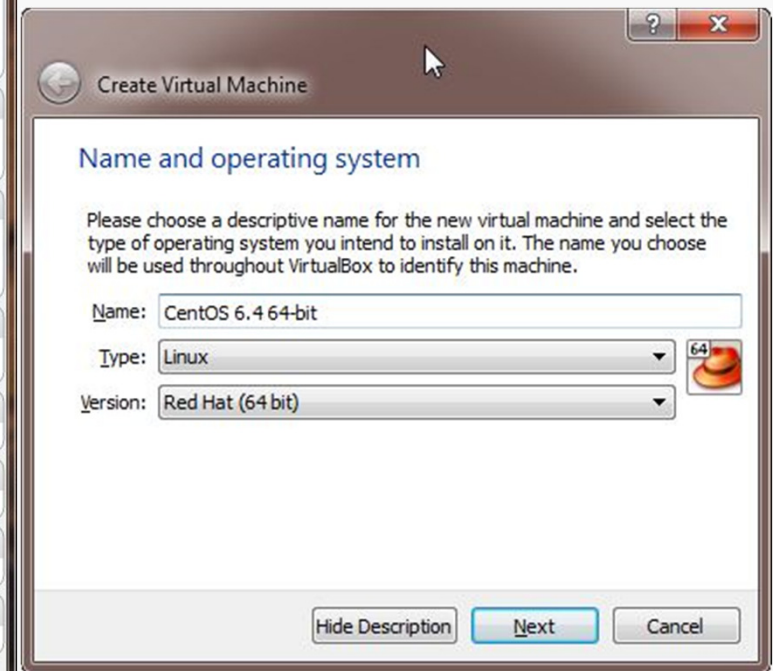 ?
X
Create Virtual Machine
Name and operating system
Please choose a descriptive name for the new virtual machine and select the
type of operating system you intend to install on it. The name you choose
will be used throughout VirtualBox to identify this machine.
Name: CentOS 6.4 64-bit
Type: Linux
64
Version: Red Hat (64 bit)
Hide Description Next Cancel